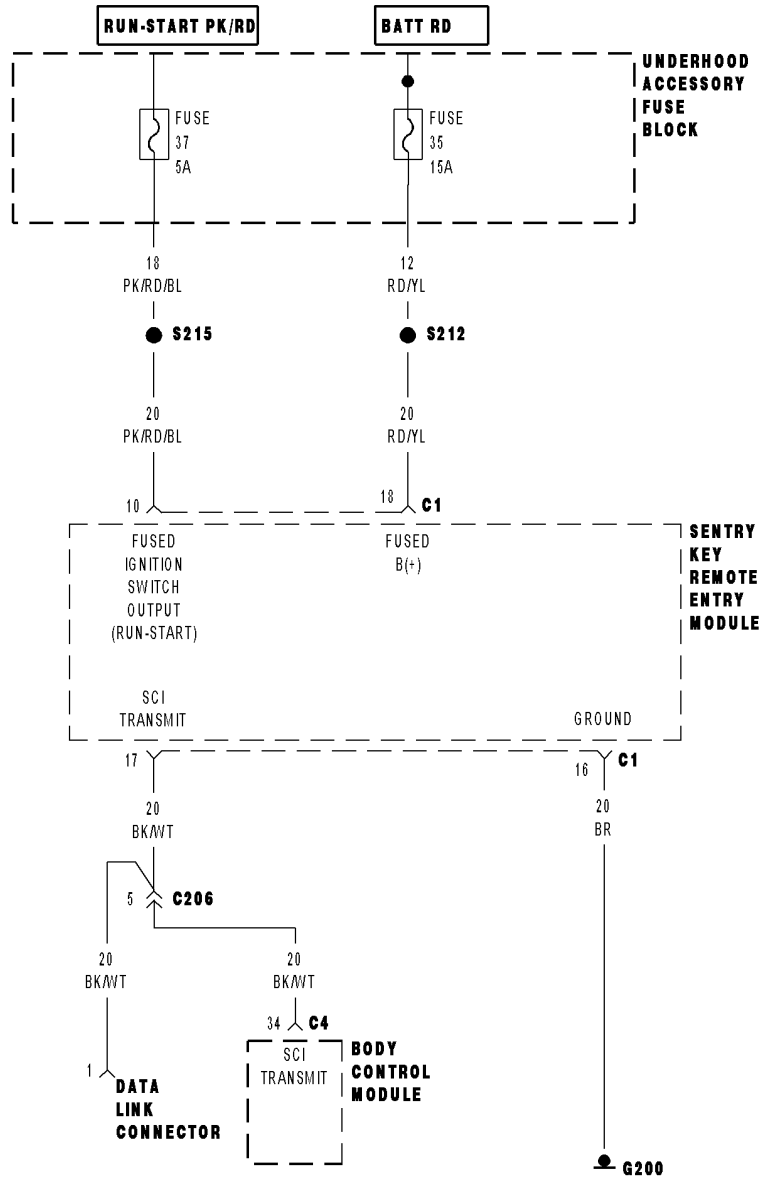 RUN-START PK/RD
BATT RD
UNDERHOOD
ACCESSORY
FUSE
BLOCK
FUSE
37
5A
FUSE
35
15A
18
PK/RD/BL
12
RD/YL
S215
S212
20
PK/RD/BL
20
RD/YL
10
18
C1
FUSED
IGNITION
SWITCH
OUTPUT
(RUN-START)
FUSED
B(+)
SENTRY
KEY
REMOTE
ENTRY
MODULE
SCI
TRANSMIT
GROUND
17
16
C1
20
BK/WT
20
BR
5
C206
20
BK/WT
20
BK/WT
34
C4
1
DATA
LINK
CONNECTOR
SCI
TRANSMIT
BODY
CONTROL
MODULE
G200